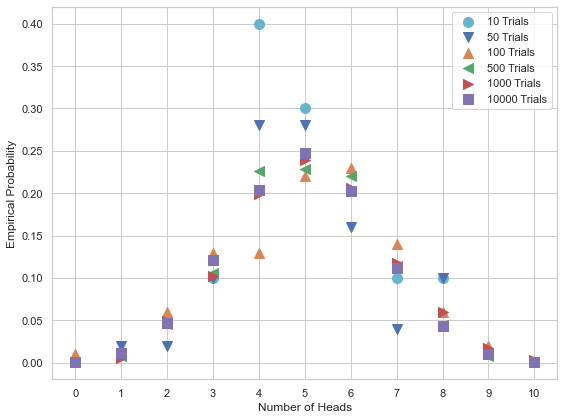 10 Trials
50 Trials
100 Trials
500 Trials
1000 Trials
10000 Trials
0.40
0.35
0.30
0.25
0.20
0.15
0.10
0.05
0.00
Empirical Probability
0 1 2 3 4 5 6 7 8 9 10
Number of Heads